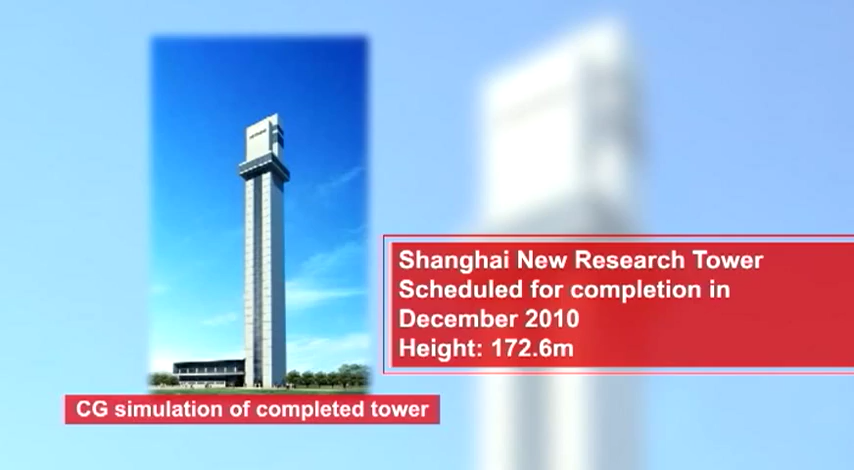 Shanghai New Research Tower
Scheduled for completion in
December 2010
Height: 172.6m
CG simulation of completed tower